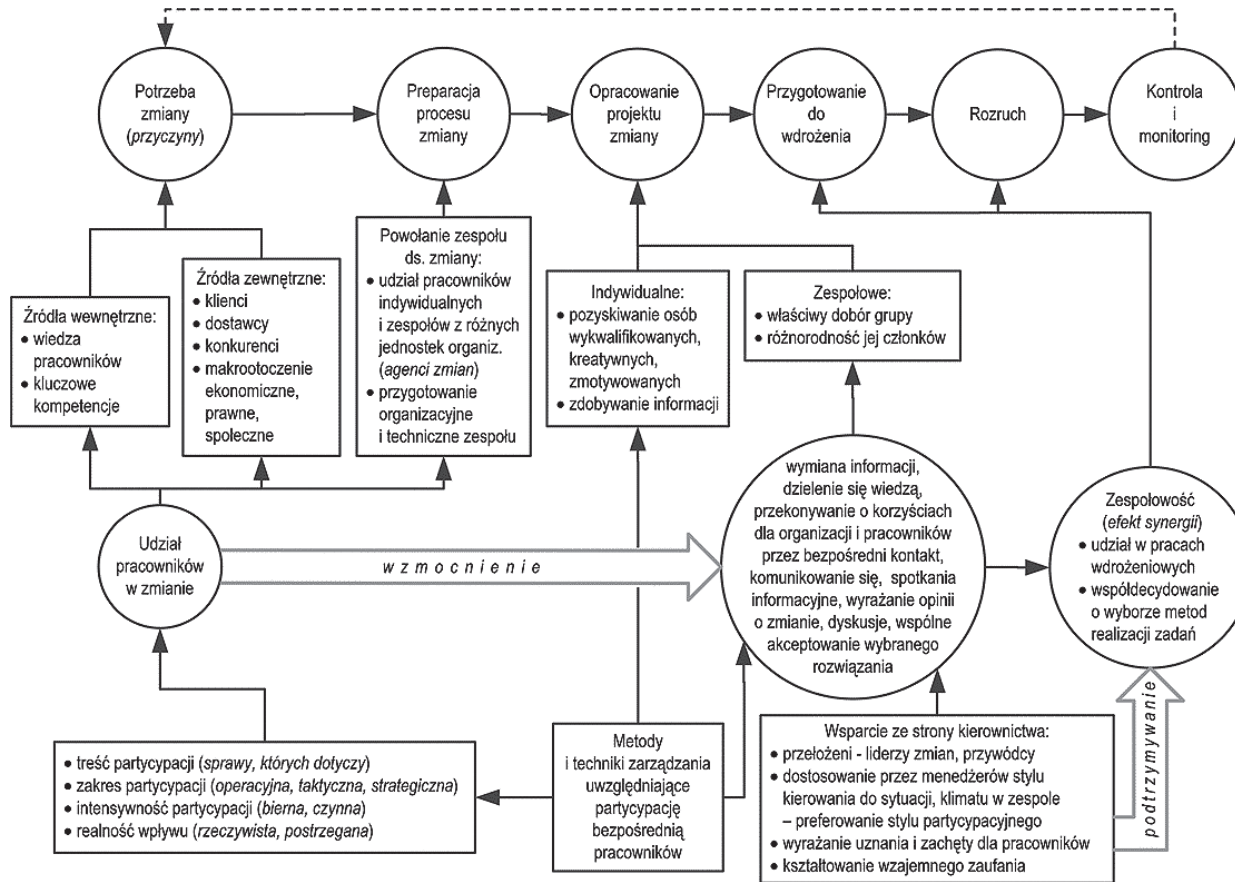 Potrzeba
zmiany
(przyczyny)
Preparacja
procesu
zmiany
Opracowanie
projektu
zmiany
Przygotowanie
do
wdrożenia
Rozruch
Kontrola
i
monitoring
Źródła wewnętrzne:
● wiedza
pracowników
● kluczowe
kompetencje
Źródła zewnętrzne:
● klienci
● dostawcy
● konkurenci
● makrootoczenie
ekonomiczne,
prawne,
społeczne
Powołanie zespołu
ds. zmiany:
● udział pracowników
indywidualnych
i zespołów z różnych
jednostek organiz.
(agenci zmian)
● przygotowanie
organizacyjne
i techniczne zespołu
Indywidualne:
● pozyskiwanie osób
wykwalifikowanych,
kreatywnych,
zmotywowanych
● zdobywanie informacji
Zespołowe:
● właściwy dobór grupy
● różnorodność jej członków
Udział
pracowników
w zmianie
wzmocnienie
wymiana informacji,
dzielenie się wiedzą,
przekonywanie o korzyściach
dla organizacji i pracowników
przez bezpośredni kontakt,
komunikowanie się, spotkania
informacyjne, wyrażanie opinii
o zmianie, dyskusje, wspólne
akceptowanie wybranego
rozwiązania
Zespołowość
(efekt synergii)
● udział w pracach
wdrożeniowych
● współdecydowanie
o wyborze metod
realizacji zadań
● treść partycypacji (sprawy, których dotyczy)
● zakres partycypacji (operacyjna, taktyczna, strategiczna)
● intensywność partycypacji (bierna, czynna)
● realność wpływu (rzeczywista, postrzegana)
Metody
i techniki zarządzania
uwzględniające
partycypację
bezpośrednią
pracowników
Wsparcie ze strony kierownictwa:
● przełożeni - liderzy zmian, przywódcy
● dostosowanie przez menedżerów stylu
kierowania do sytuacji, klimatu w zespole
– preferowanie stylu partycypacyjnego
● wyrażanie uznania i zachęty dla pracowników
● kształtowanie wzajemnego zaufania
podtrzymywanie